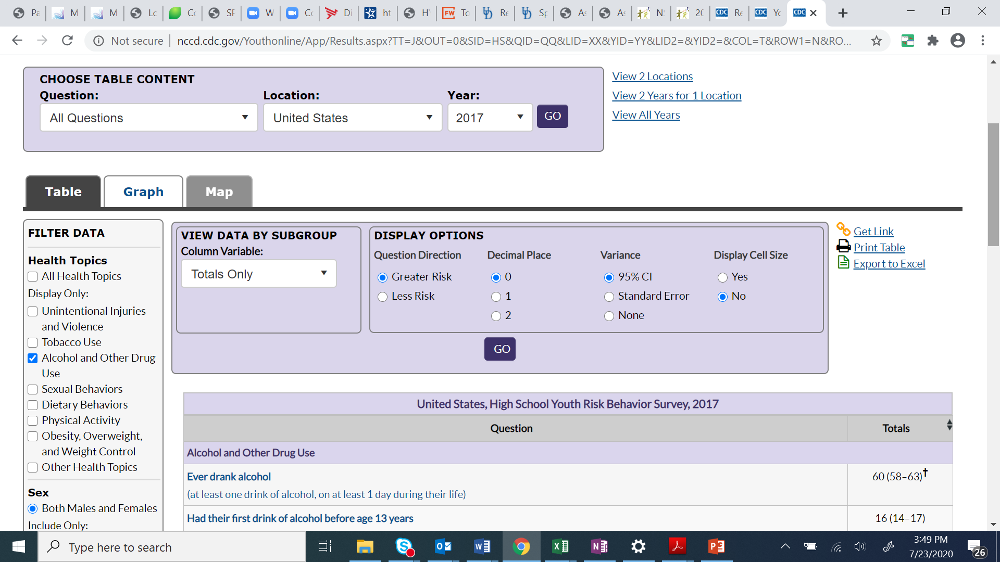 Pa M M Lo Co SF W Co Di ht H To Re Sp As As N 20 Re Yo
Not secure | nccd.cdc.gov/Youthonline/App/Results.aspx?TT=J&OUT=0&SID=HS&QID=QQ&LID=XX&YID=YY&LID2=&YID2=&COL=T&ROW1=N&RO...
CHOOSE TABLE CONTENT
Question: Location: Year:
All Questions United States 2017 GO
View 2 Locations
View 2 Years for 1 Location
View All Years
Table Graph Map
FILTER DATA
Health Topics
All Health Topics
Display Only:
Unintentional Injuries
and Violence
Tobacco Use
Alcohol and Other Drug
Use
Sexual Behaviors
Dietary Behaviors
Physical Activity
Obesity, Overweight,
and Weight Control
Other Health Topics
Sex
Both Males and Females
Include Only:
VIEW DATA BY SUBGROUP
Column Variable:
Totals Only
DISPLAY OPTIONS
Question Direction Decimal Place Variance Display Cell Size
Greater Risk 0 95% CI Yes
Less Risk 1 Standard Error No
2 None
GO
Get Link
Print Table
Export to Excel
United States, High School Youth Risk Behavior Survey, 2017
Question Totals
Alcohol and Other Drug Use
Ever drank alcohol 60 (58–63)†
(at least one drink of alcohol, on at least 1 day during their life)
Had their first drink of alcohol before age 13 years 16 (14–17)
Type here to search
3:49 PM
7/23/2020
26